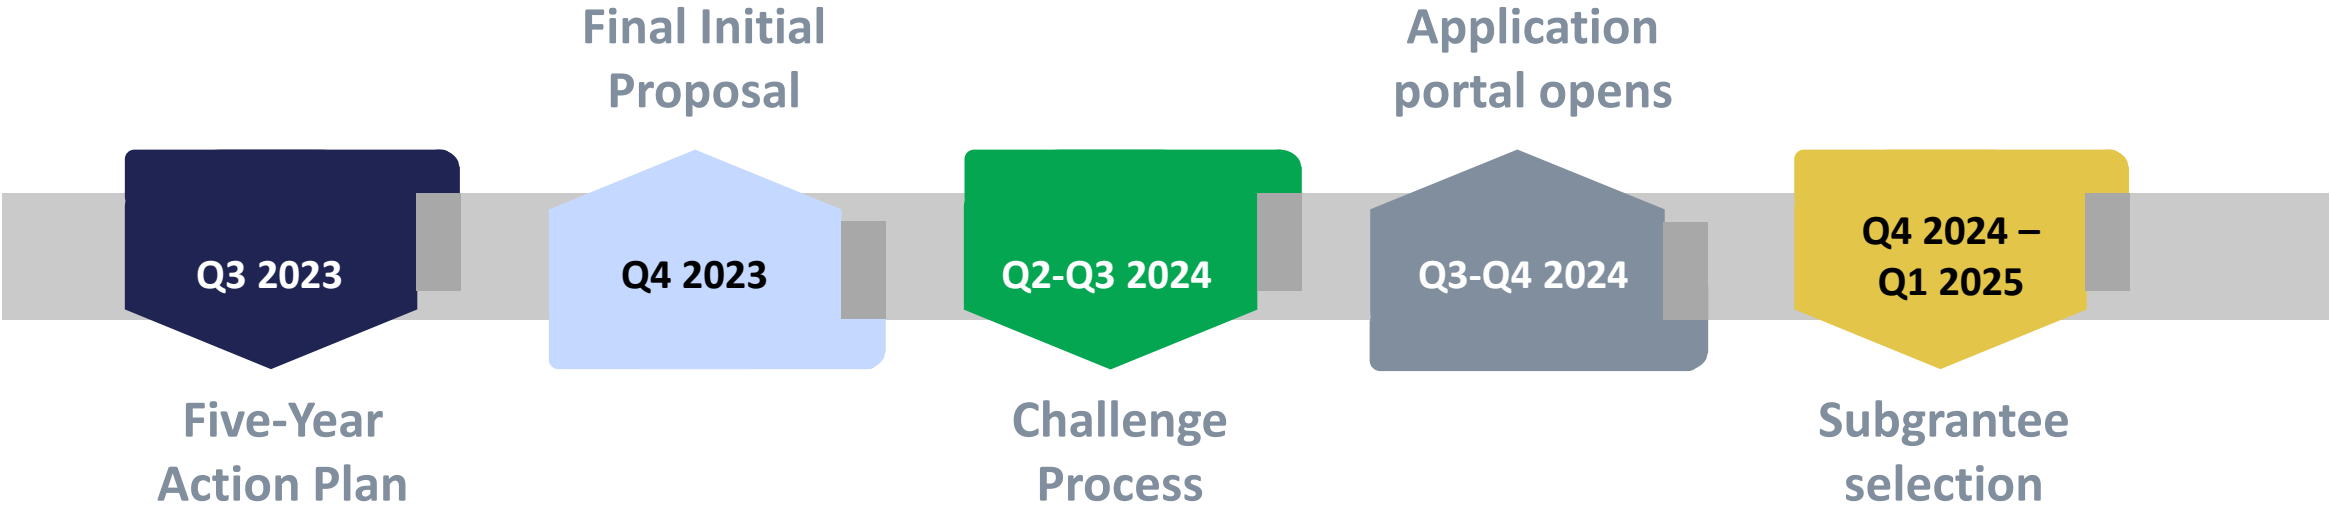 Final Initial
Proposal
Application
portal opens
Q3 2023
Q4 2023
Q2-Q3 2024
Q3-Q4 2024
Q4 2024 –
Q1 2025
Five-Year
Action Plan
Challenge
Process
Subgrantee
selection